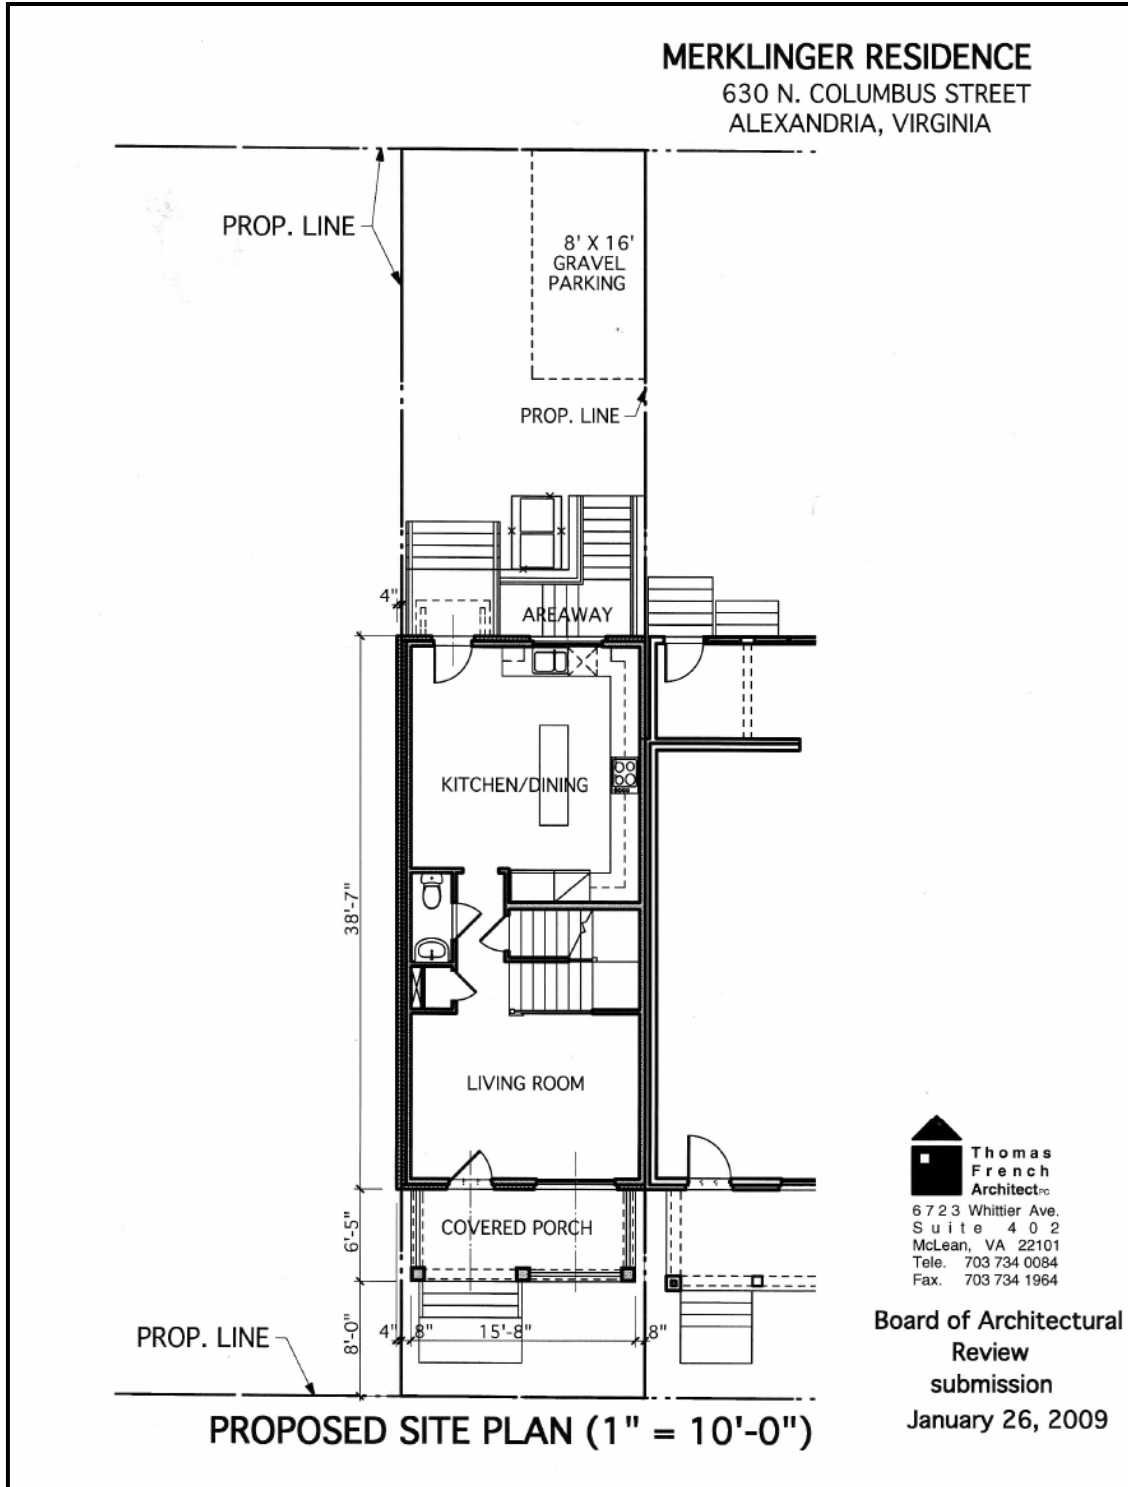 MERKLINGER RESIDENCE
630 N. COLUMBUS STREET
ALEXANDRIA, VIRGINIA
PROP. LINE
8' X 16'
GRAVEL
PARKING
PROP. LINE
4"
AREAWAY
KITCHEN/DINING
38'-7"
LIVING ROOM
COVERED PORCH
6'-5"
8'-0"
4"
8"
15'-8"
8"
PROP. LINE
PROPOSED SITE PLAN (1" = 10'-0")
Thomas
French
Architect PC
6723 Whittier Ave.
Suite 402
McLean, VA 22101
Tele. 703 734 0084
Fax. 703 734 1964
Board of Architectural
Review
submission
January 26, 2009